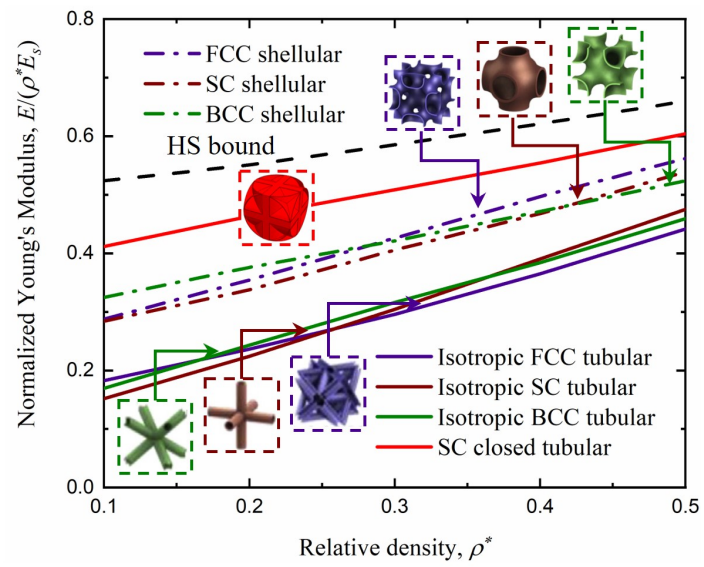 Normalized Young's Modulus, E/(ρ*E_s)
0.8
0.6
0.4
0.2
0.0
FCC shellular
SC shellular
BCC shellular
HS bound
Isotropic FCC tubular
Isotropic SC tubular
Isotropic BCC tubular
SC closed tubular
0.1 0.2 0.3 0.4 0.5
Relative density, ρ*